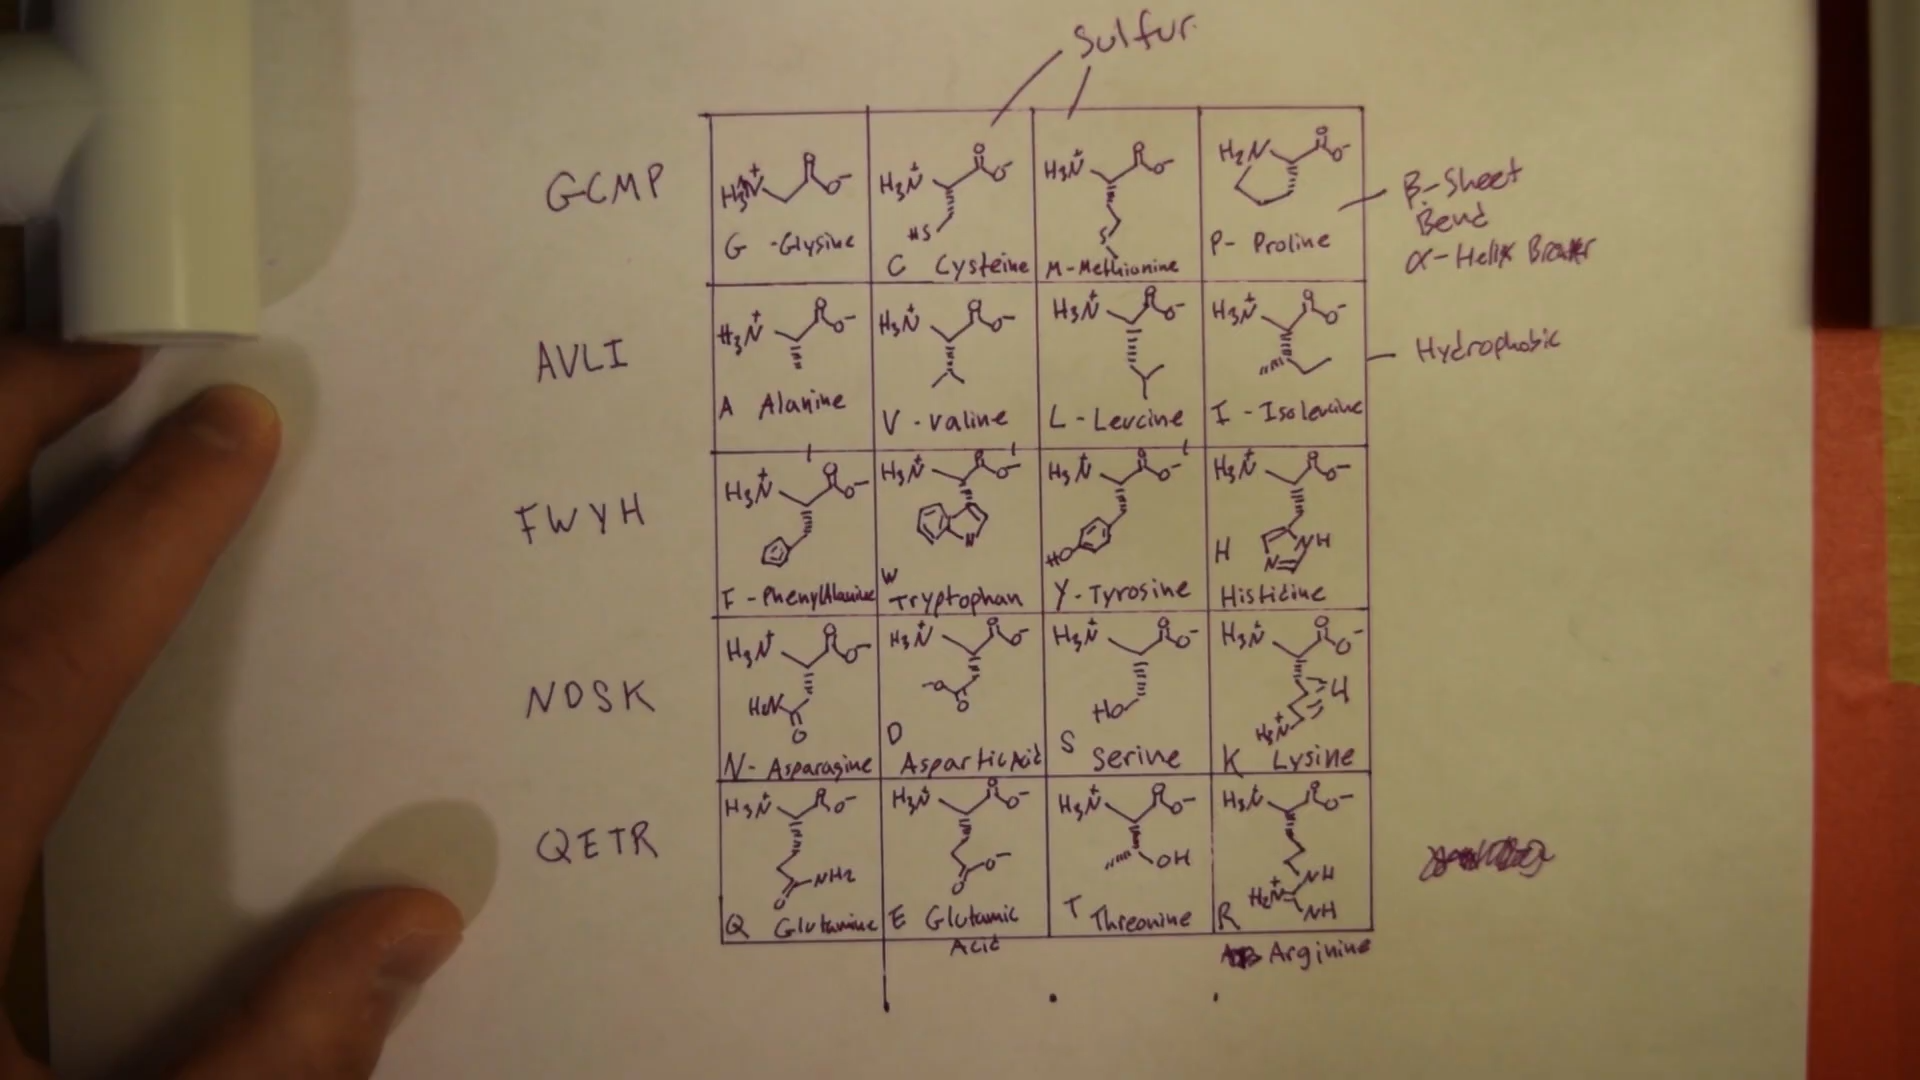 Sulfur
GCMP
H₃N⁺ O O⁻
G - Glysine
H₃N⁺ O O⁻
HS
C Cysteine
H₃N⁺ O O⁻
S
M-Methionine
H₂N⁺ O O⁻
P- Proline
β-Sheet
Bend
α-Helix
AVLI
H₃N⁺ O O⁻
A Alanine
H₃N⁺ O O⁻
V - Valine
H₃N⁺ O O⁻
L - Leucine
H₃N⁺ O O⁻
I - Isoleucine
Hydrophobic
FWYH
H₃N⁺ O O⁻
F - Phenylalanine
H₃N⁺ O O⁻
N
W
Tryptophan
H₃N⁺ O O⁻
HO
Y - Tyrosine
H₃N⁺ O O⁻
NH
N
H
Histidine
NDSK
H₃N⁺ O O⁻
H₂N
O
N- Asparagine
H₃N⁺ O O⁻
⁻O
O
D
Aspartic Acid
H₃N⁺ O O⁻
HO
S
Serine
H₃N⁺ O O⁻
4
H₃N⁺
K Lysine
QETR
H₃N⁺ O O⁻
NH2
O
Q Glutamine
H₃N⁺ O O⁻
O⁻
O
E Glutamic
Acid
H₃N⁺ O O⁻
OH
T Threonine
H₃N⁺ O O⁻
NH
H₂N⁺
NH
R
Arginine